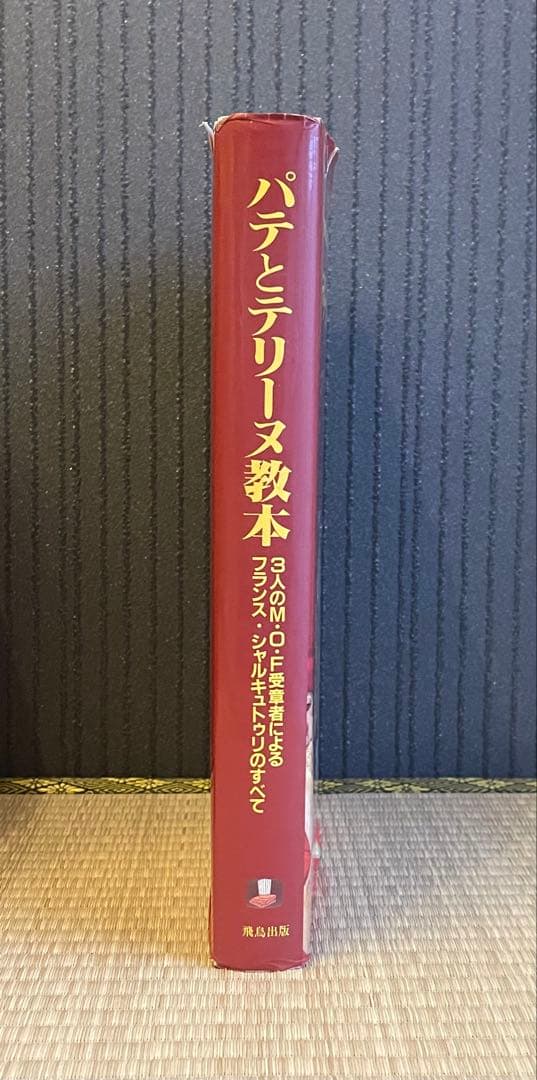 パテとテリーヌ教本
3人のM・O・F受章者による
フランス・シャルキュトゥリのすべて
飛鳥出版